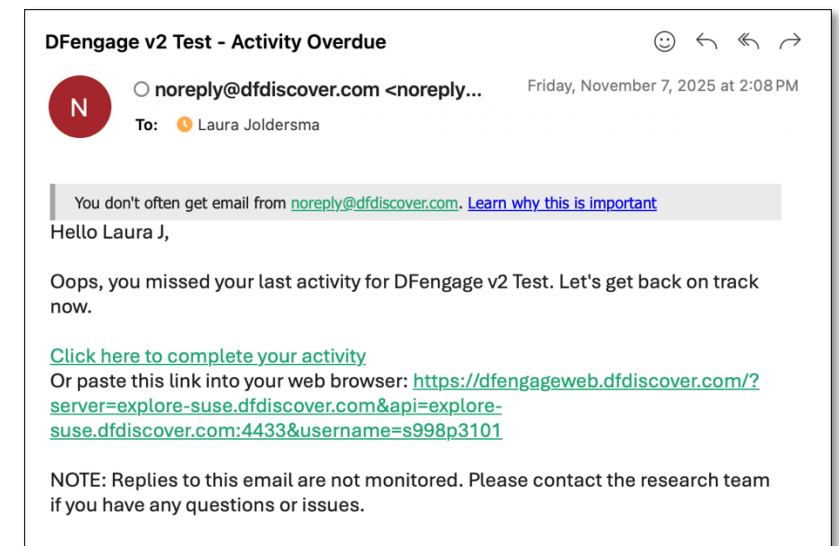 DFengage v2 Test - Activity Overdue
N
noreply@dfdiscover.com <noreply...
Friday, November 7, 2025 at 2:08 PM
To: Laura Joldersma
You don't often get email from noreply@dfdiscover.com. Learn why this is important
Hello Laura J,
Oops, you missed your last activity for DFengage v2 Test. Let's get back on track
now.
Click here to complete your activity
Or paste this link into your web browser: https://dfengageweb.dfdiscover.com/?
server=explore-suse.dfdiscover.com&api=explore-
suse.dfdiscover.com:4433&username=s998p3101
NOTE: Replies to this email are not monitored. Please contact the research team
if you have any questions or issues.